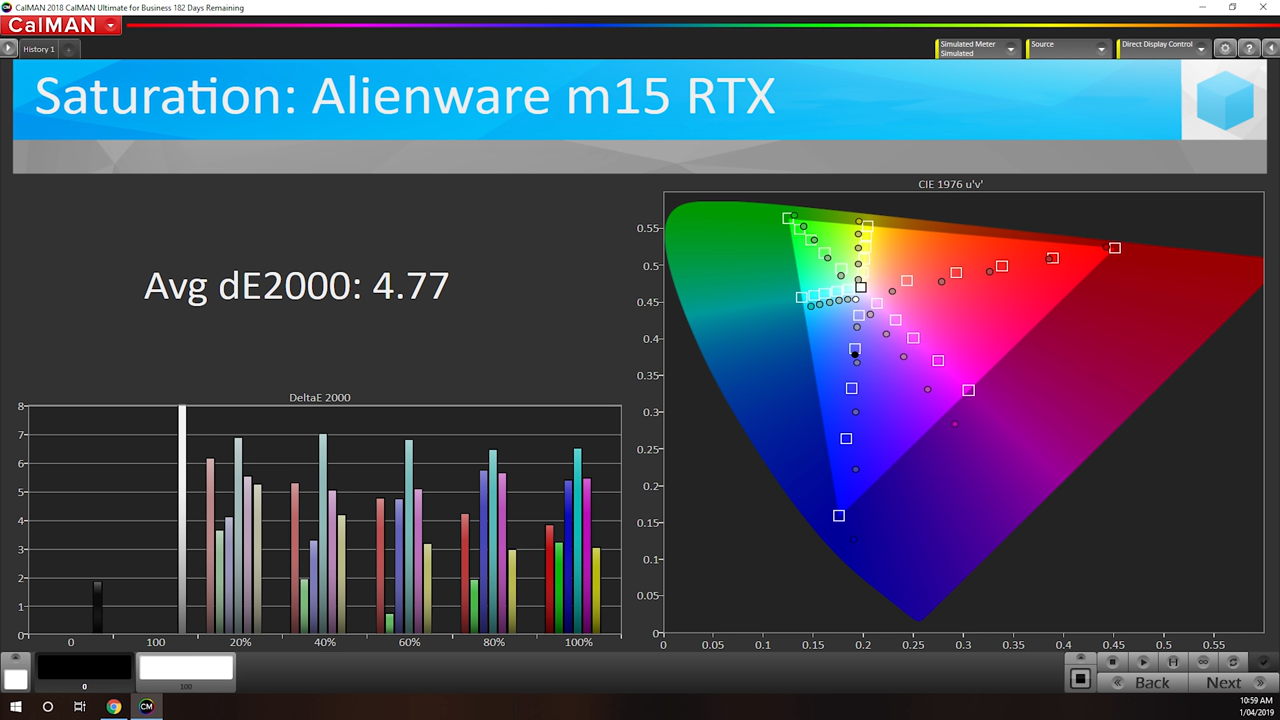 CalMAN 2018 CalMAN Ultimate for Business 182 Days Remaining
CalMAN
History 1
Simulated Meter
Simulated
Source
Direct Display Control
Saturation: Alienware m15 RTX
CIE 1976 u'v'
Avg dE2000: 4.77
DeltaE 2000
8
7
6
5
4
3
2
1
0
0 100 20% 40% 60% 80% 100%
0.55
0.5
0.45
0.4
0.35
0.3
0.25
0.2
0.15
0.1
0.05
0
0 0.05 0.1 0.15 0.2 0.25 0.3 0.35 0.4 0.45 0.5 0.55
0
100
Back
Next
CM
10:59 AM
1/04/2019